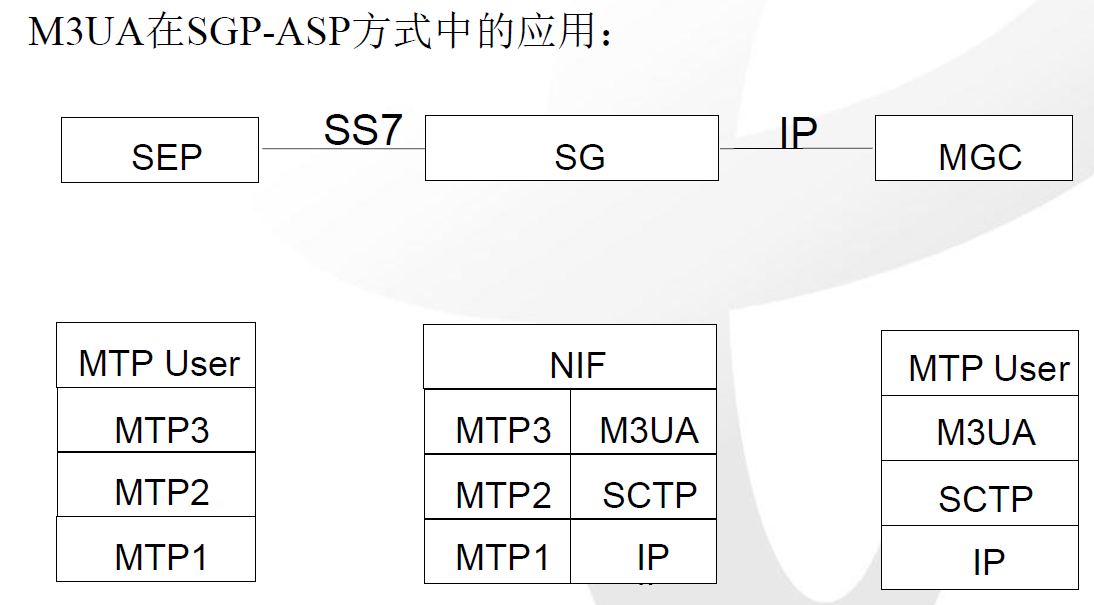 M3UA在SGP-ASP方式中的应用：
SEP
SS7
SG
IP
MGC
MTP User
MTP3
MTP2
MTP1
NIF
MTP3 M3UA
MTP2 SCTP
MTP1 IP
MTP User
M3UA
SCTP
IP